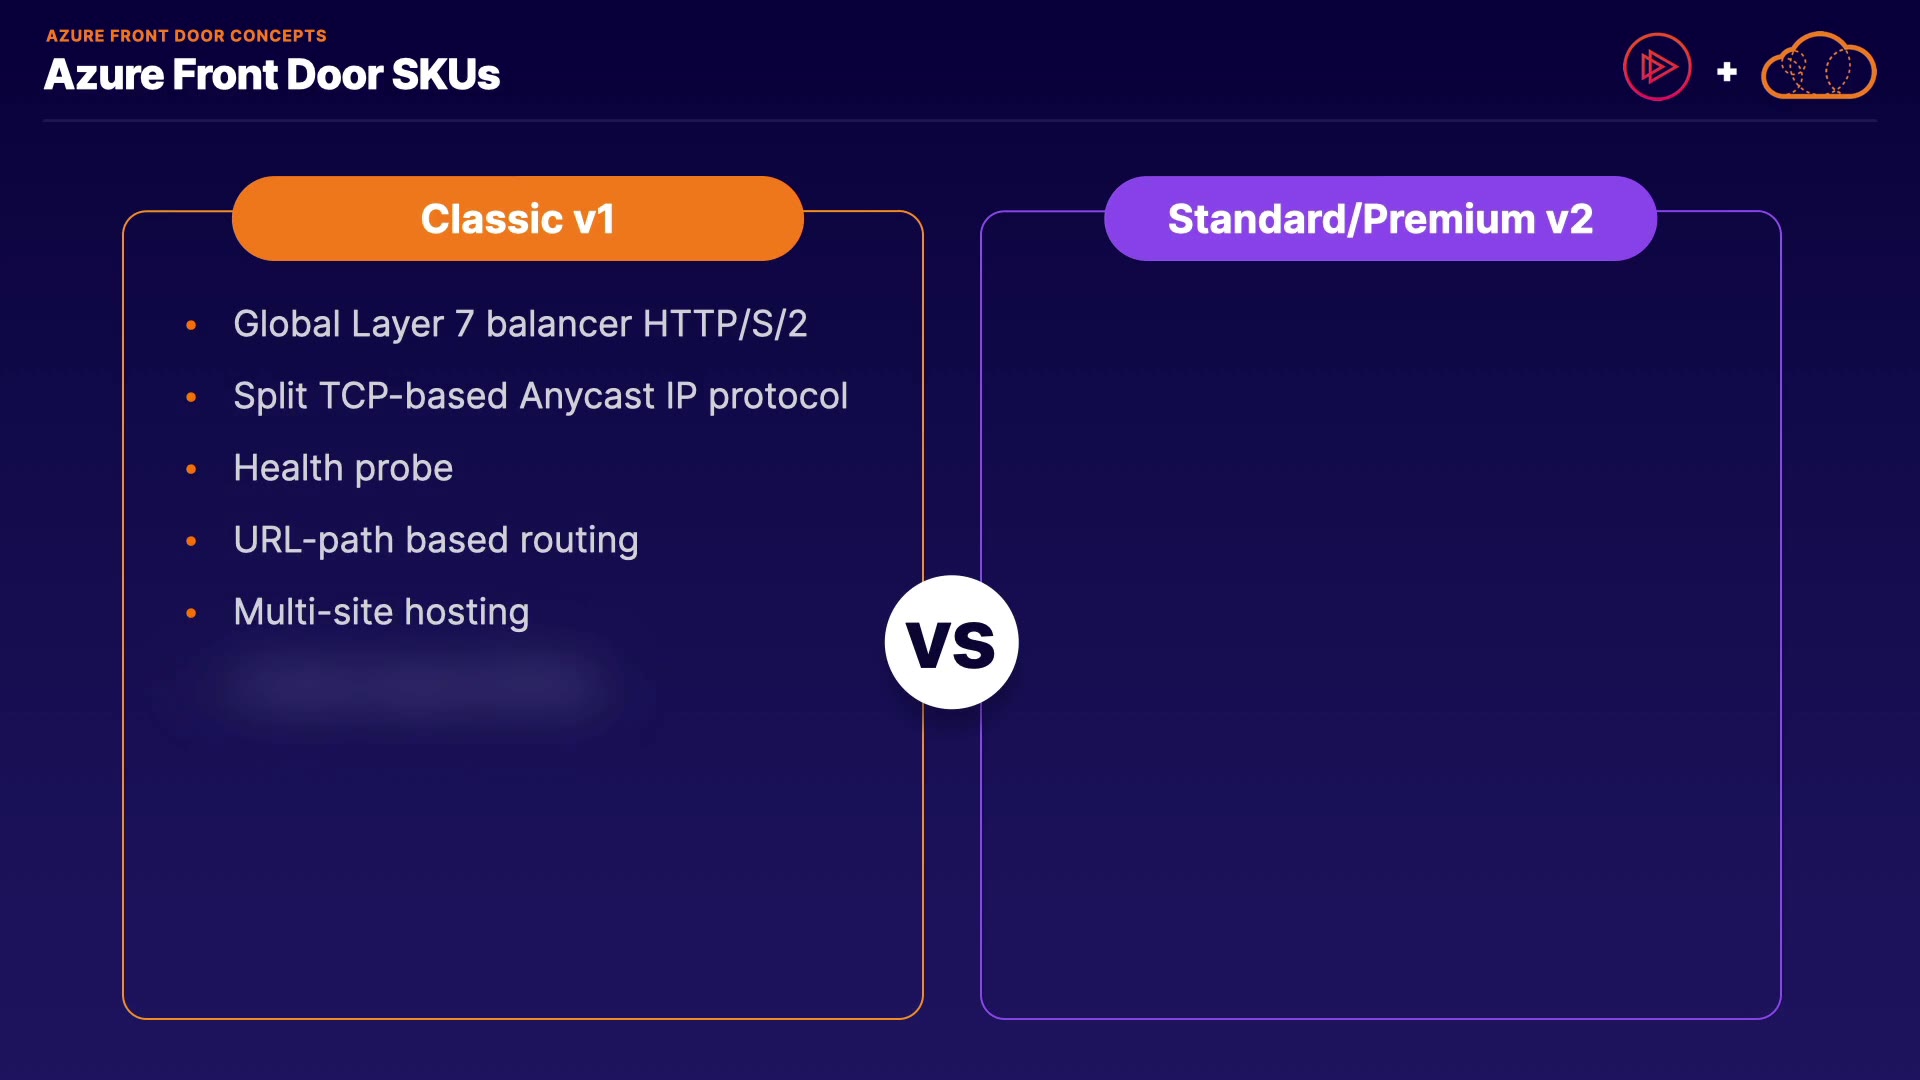 AZURE FRONT DOOR CONCEPTS
Azure Front Door SKUs
+
Classic v1
• Global Layer 7 balancer HTTP/S/2
• Split TCP-based Anycast IP protocol
• Health probe
• URL-path based routing
• Multi-site hosting
VS
Standard/Premium v2